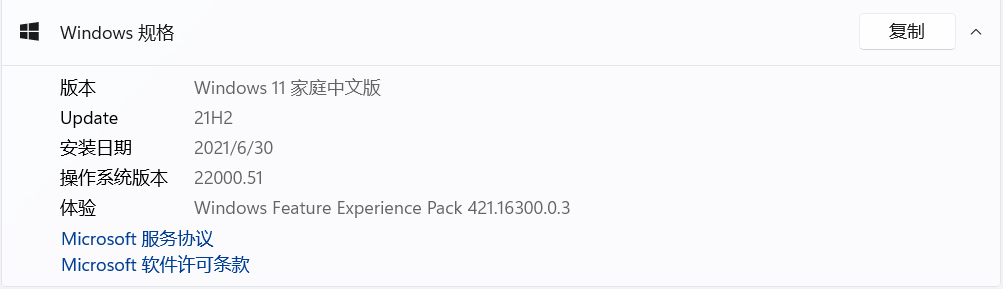 Windows 规格 复制
版本 Windows 11 家庭中文版
Update 21H2
安装日期 2021/6/30
操作系统版本 22000.51
体验 Windows Feature Experience Pack 421.16300.0.3
Microsoft 服务协议
Microsoft 软件许可条款